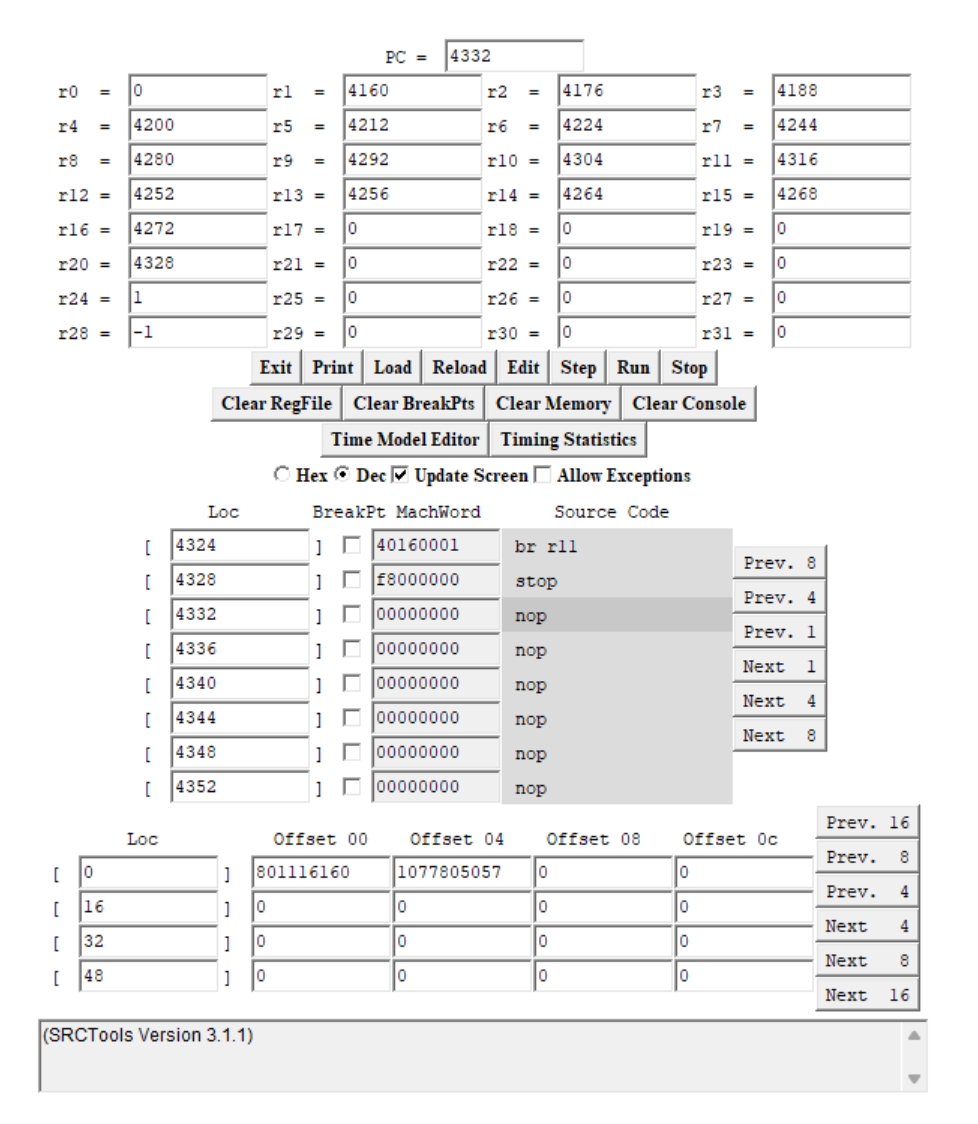 PC = 4332
r0 = 0 r1 = 4160 r2 = 4176 r3 = 4188
r4 = 4200 r5 = 4212 r6 = 4224 r7 = 4244
r8 = 4280 r9 = 4292 r10 = 4304 r11 = 4316
r12 = 4252 r13 = 4256 r14 = 4264 r15 = 4268
r16 = 4272 r17 = 0 r18 = 0 r19 = 0
r20 = 4328 r21 = 0 r22 = 0 r23 = 0
r24 = 1 r25 = 0 r26 = 0 r27 = 0
r28 = -1 r29 = 0 r30 = 0 r31 = 0
Exit Print Load Reload Edit Step Run Stop
Clear RegFile Clear BreakPts Clear Memory Clear Console
Time Model Editor Timing Statistics
Hex Dec Update Screen Allow Exceptions
Loc BreakPt MachWord Source Code
[ 4324 ] 40160001 br r11
[ 4328 ] f8000000 stop
[ 4332 ] 00000000 nop
[ 4336 ] 00000000 nop
[ 4340 ] 00000000 nop
[ 4344 ] 00000000 nop
[ 4348 ] 00000000 nop
[ 4352 ] 00000000 nop
Prev. 8
Prev. 4
Prev. 1
Next 1
Next 4
Next 8
Loc Offset 00 Offset 04 Offset 08 Offset 0c
[ 0 ] 801116160 1077805057 0 0
[ 16 ] 0 0 0 0
[ 32 ] 0 0 0 0
[ 48 ] 0 0 0 0
Prev. 16
Prev. 8
Prev. 4
Next 4
Next 8
Next 16
(SRCTools Version 3.1.1)